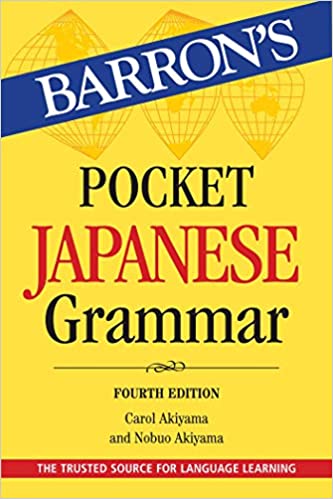 BARRON'S
POCKET
JAPANESE
Grammar
FOURTH EDITION
Carol Akiyama
and Nobuo Akiyama
THE TRUSTED SOURCE FOR LANGUAGE LEARNING